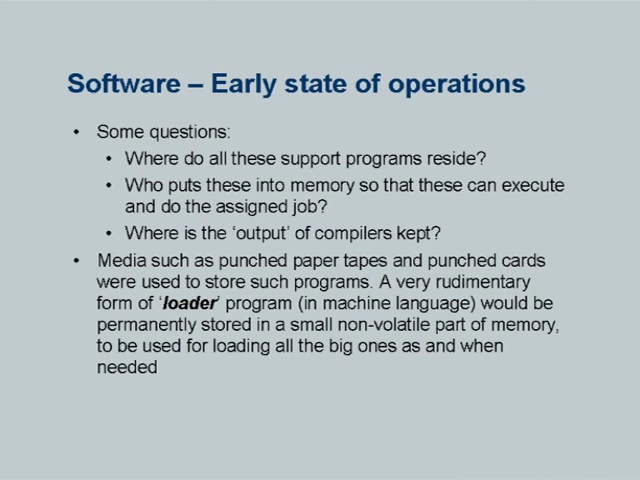 Software – Early state of operations
• Some questions:
• Where do all these support programs reside?
• Who puts these into memory so that these can execute
and do the assigned job?
• Where is the ‘output’ of compilers kept?
• Media such as punched paper tapes and punched cards
were used to store such programs. A very rudimentary
form of ‘loader’ program (in machine language) would be
permanently stored in a small non-volatile part of memory,
to be used for loading all the big ones as and when
needed